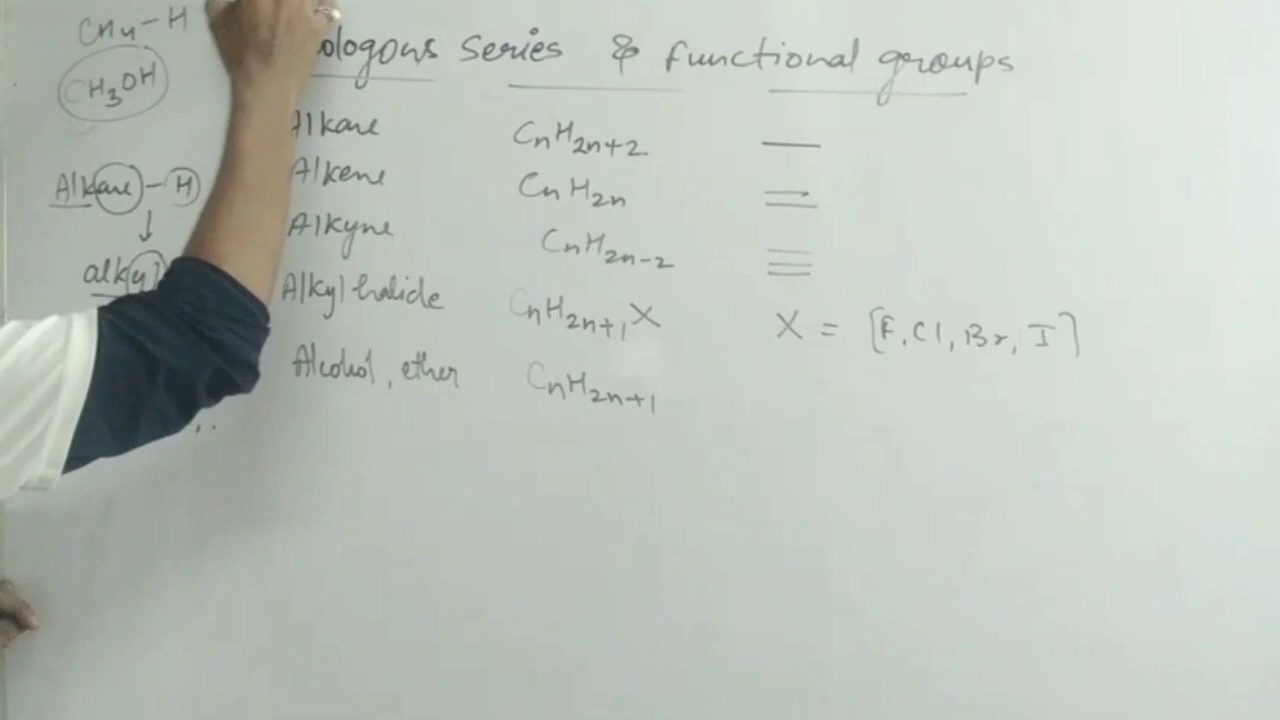 CH4 - H
CH3OH
ologous Series & functional groups
Alkane CnH2n+2 —
Alkene CnH2n =
Alkyne CnH2n-2 ≡
Alkane - H
↓
alkyl
Alkyl halide CnH2n+1X X = [F, Cl, Br, I]
Alcohol, ether CnH2n+1